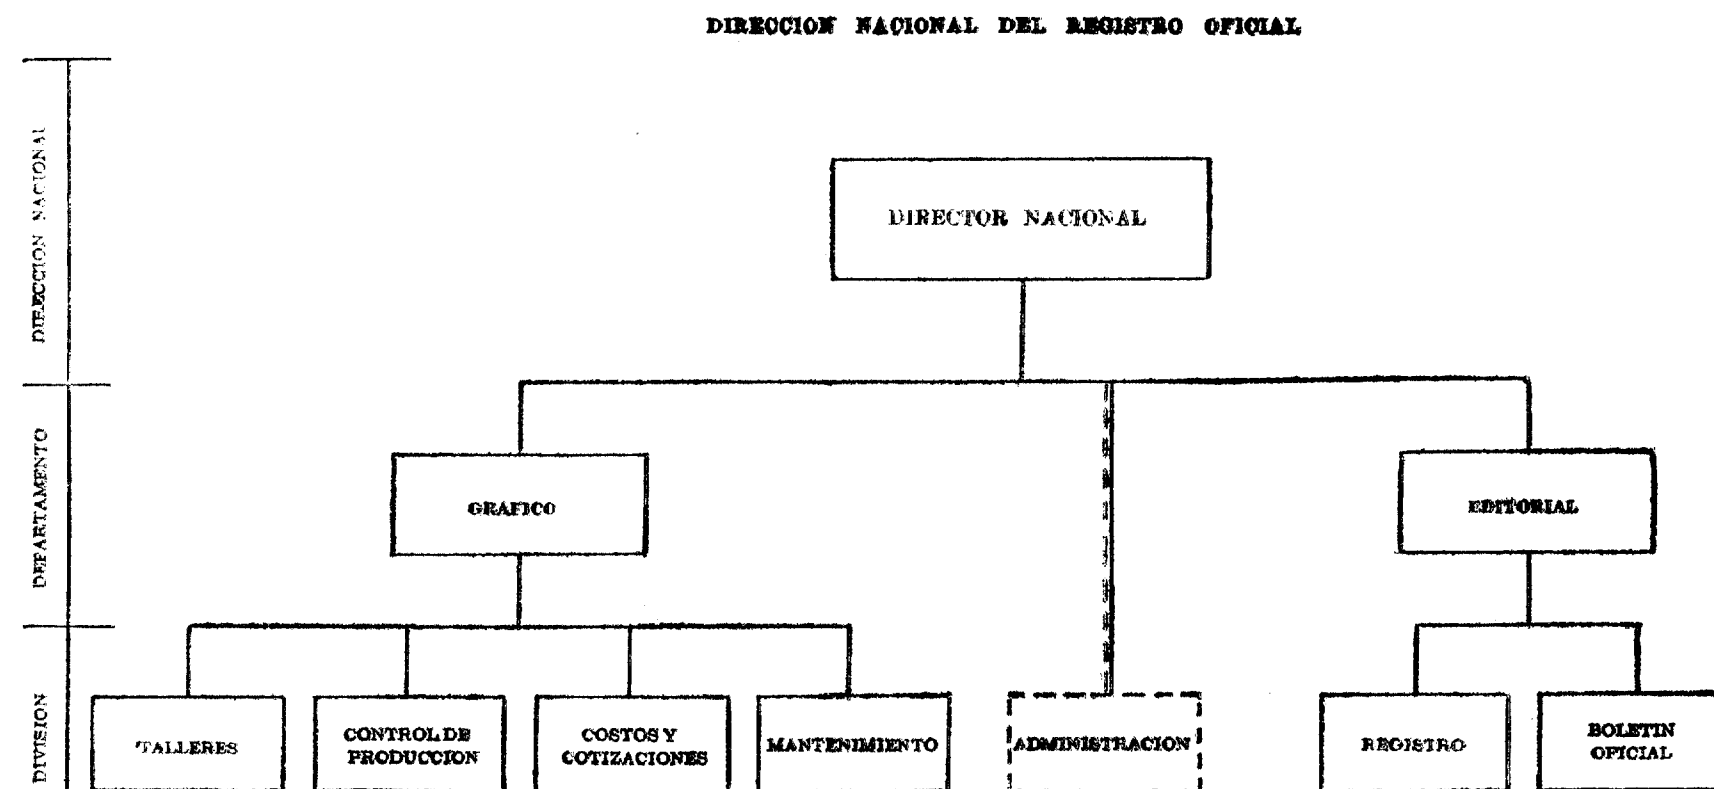 DIRECCION NACIONAL DEL REGISTRO OFICIAL
DIRECCION NACIONAL
DIRECTOR NACIONAL
DEPARTAMENTO
GRAFICO
EDITORIAL
DIVISION
TALLERES
CONTROL DE
PRODUCCION
COSTOS Y
COTIZACIONES
MANTENIMIENTO
ADMINISTRACION
REGISTRO
BOLETIN
OFICIAL